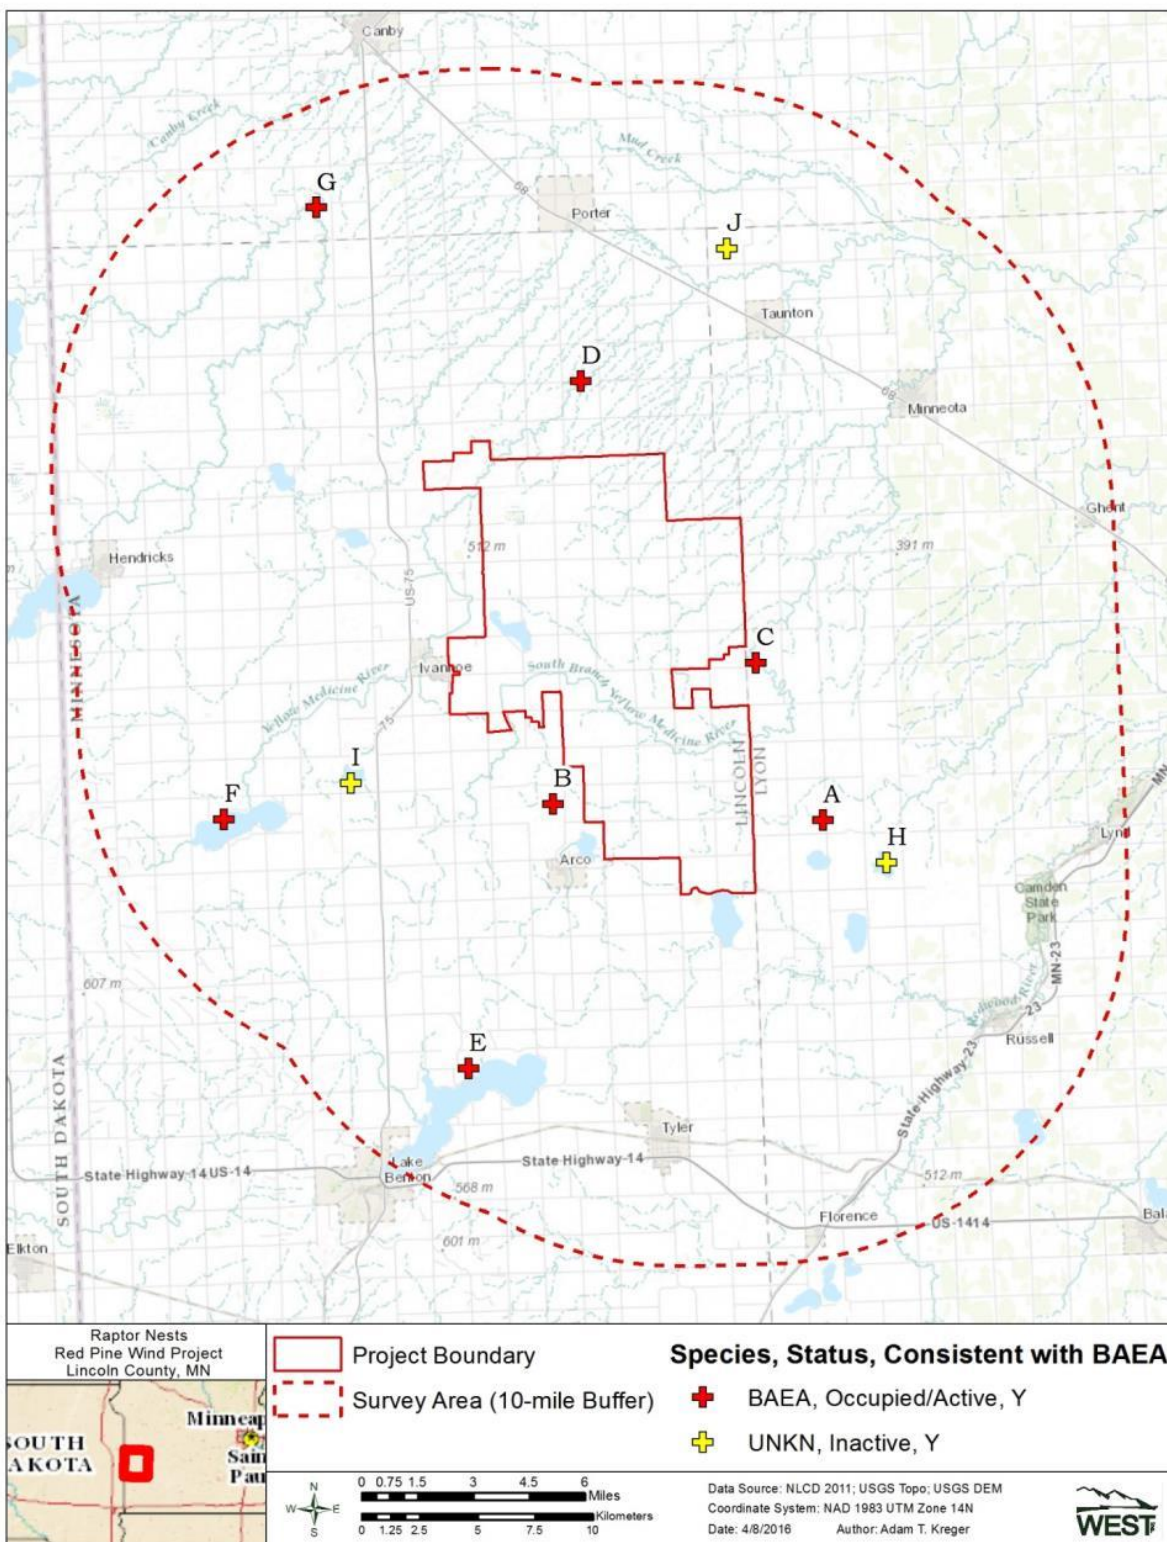 Canby
Canby Creek
Mud Creek
G
68
Porter
J
Taunton
D
68
Minneota
Ghent
512 m
391 m
Hendricks
US-75
MINNESOTA
C
Ivanhoe
South Branch Yellow Medicine River
Yellow Medicine River
75
I
LINCOLN
LYON
F
B
A
MN
H
Lynd
Arco
Camden
State
Park
MN-23
607 m
Redwood River
23
Russell
E
SOUTH DAKOTA
State-Highway-23
Tyler
Lake
Benton
State Highway-14
State Highway-14 US-14
512 m
568 m
Florence
US-1414
Bala
601 m
Elkton
Raptor Nests
Red Pine Wind Project
Lincoln County, MN
Project Boundary
Survey Area (10-mile Buffer)
Species, Status, Consistent with BAEA
BAEA, Occupied/Active, Y
UNKN, Inactive, Y
Minneap
SOUTH
AKOTA
Sain
Pau
N
W E
S
0 0.75 1.5 3 4.5 6
Miles
Kilometers
0 1.25 2.5 5 7.5 10
Data Source: NLCD 2011; USGS Topo; USGS DEM
Coordinate System: NAD 1983 UTM Zone 14N
Date: 4/8/2016 Author: Adam T. Kreger
WEST